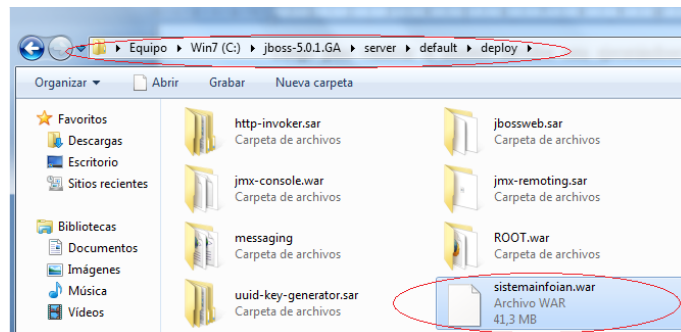 Equipo ▸ Win7 (C:) ▸ jboss-5.0.1.GA ▸ server ▸ default ▸ deploy ▸
Organizar Abrir Grabar Nueva carpeta
Favoritos
Descargas
Escritorio
Sitios recientes
Bibliotecas
Documentos
Imágenes
Música
Vídeos
http-invoker.sar
Carpeta de archivos
jbossweb.sar
Carpeta de archivos
jmx-console.war
Carpeta de archivos
jmx-remoting.sar
Carpeta de archivos
messaging
Carpeta de archivos
ROOT.war
Carpeta de archivos
uuid-key-generator.sar
Carpeta de archivos
sistemainfoian.war
Archivo WAR
41,3 MB